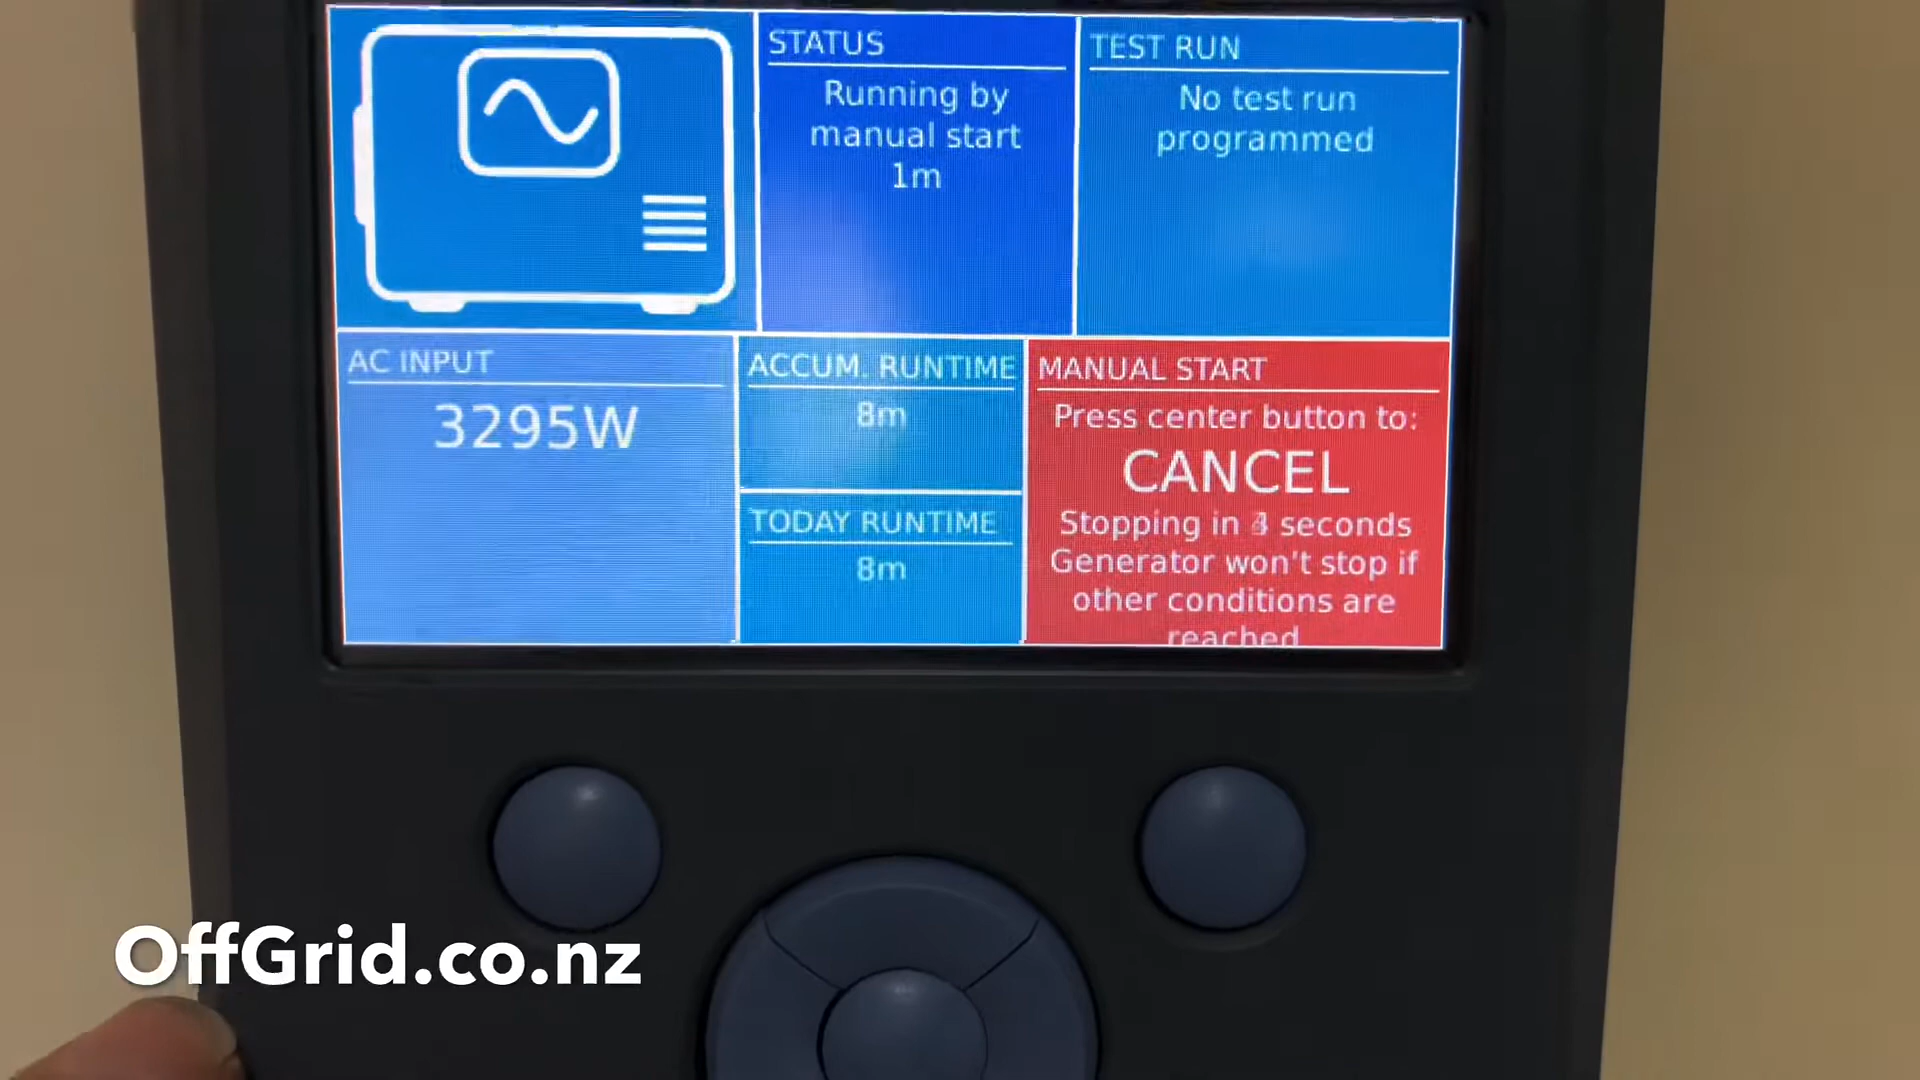 STATUS
Running by
manual start
1m
TEST RUN
No test run
programmed
AC INPUT
3295W
ACCUM. RUNTIME
8m
TODAY RUNTIME
8m
MANUAL START
Press center button to:
CANCEL
Stopping in seconds
Generator won't stop if
other conditions are
reached
OffGrid.co.nz